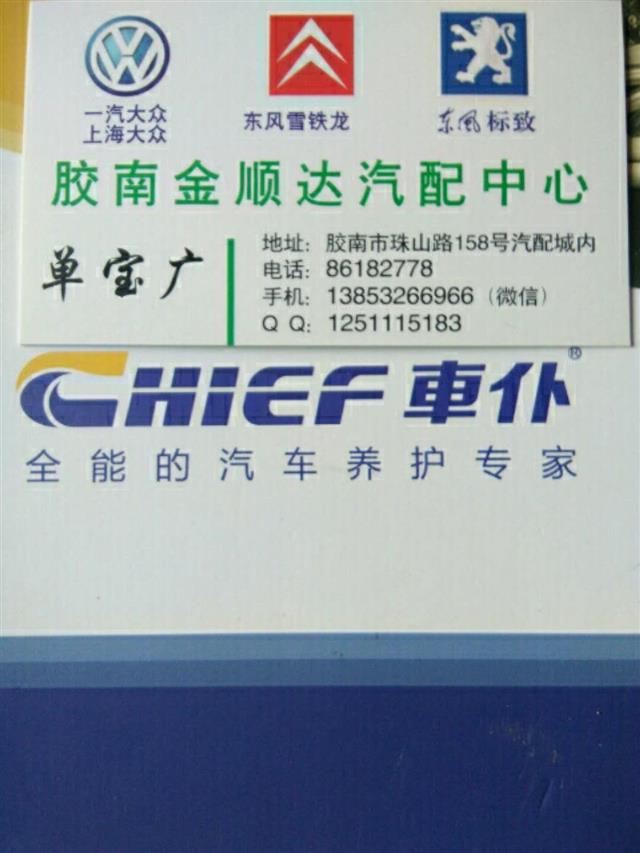 一汽大众
上海大众
东风雪铁龙
东风标致
胶南金顺达汽配中心
单宝广
地址：胶南市珠山路158号汽配城内
电话：86182778
手机：13853266966（微信）
Q Q：1251115183
CHIEF 車仆®
全能的汽车养护专家